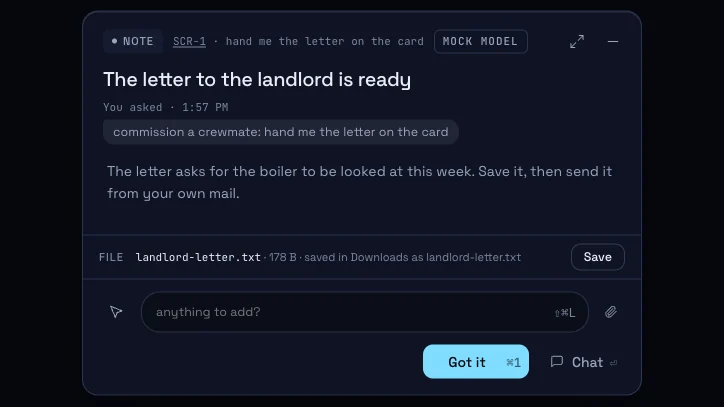 NOTE SCR-1 · hand me the letter on the card MOCK MODEL
The letter to the landlord is ready
You asked · 1:57 PM
commission a crewmate: hand me the letter on the card
The letter asks for the boiler to be looked at this week. Save it, then send it
from your own mail.
FILE landlord-letter.txt · 178 B · saved in Downloads as landlord-letter.txt Save
anything to add? ⇧⌘L
Got it ⌘1 Chat ⏎